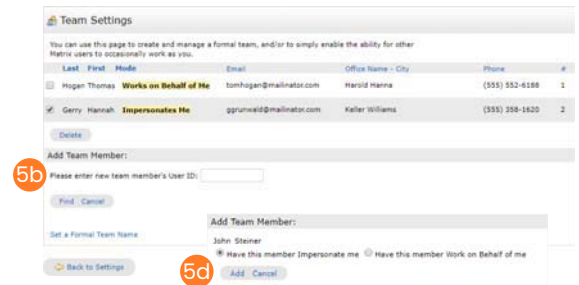 Team Settings
You can use this page to create and manage a formal team, and/or to simply enable the ability for other
Matrix users to occasionally work as you.
Last First Mode Email Office Name - City Phone #
Hogan Thomas Works on Behalf of Me tomhogan@mailinator.com Harold Hanna (555) 552-6188 1
Gerry Hannah Impersonates Me ggrunwald@mailinator.com Keller Williams (555) 358-1620 2
Delete
Add Team Member:
5b
Please enter new team member's User ID:
Find Cancel
Set a Formal Team Name
Back to Settings
Add Team Member:
John Steiner
Have this member Impersonate me Have this member Work on Behalf of me
5d
Add Cancel